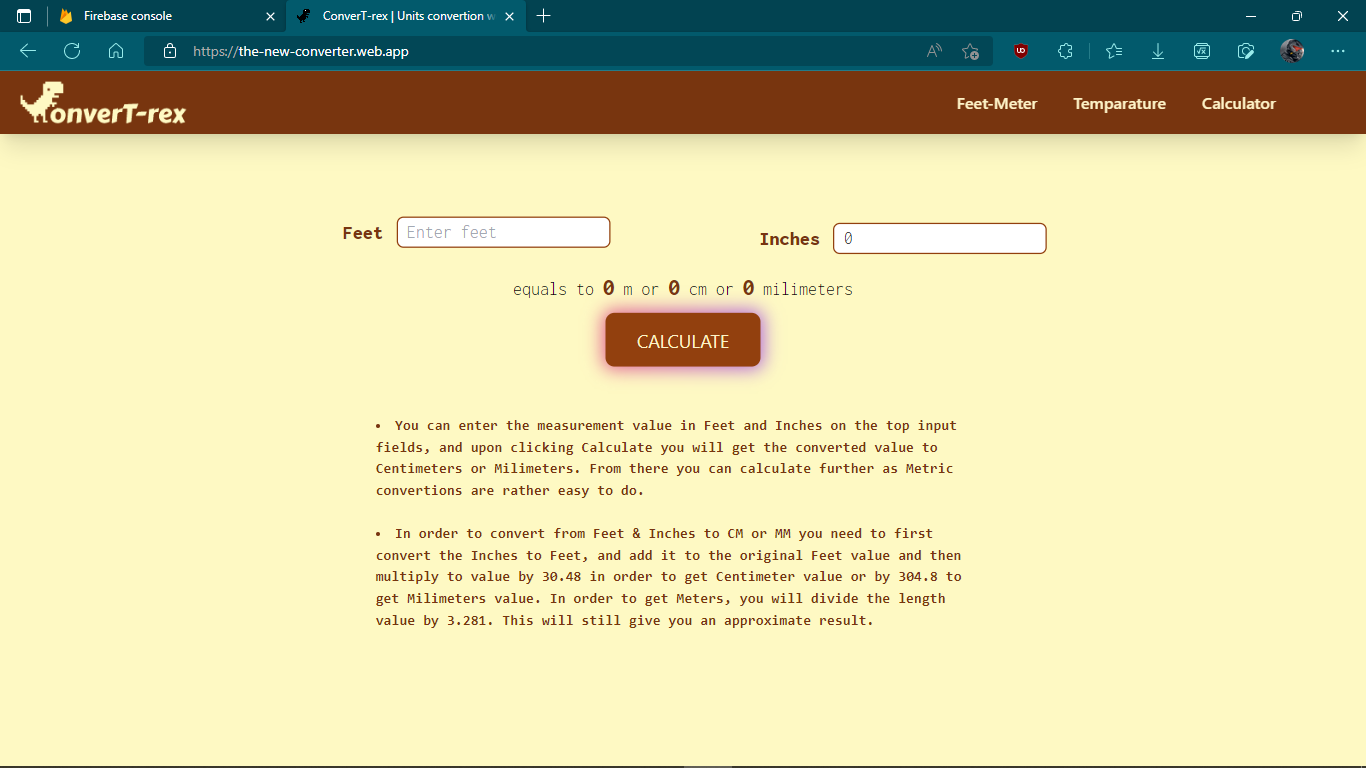 Firebase console
ConverT-rex | Units convertion w
https://the-new-converter.web.app
onverT-rex
Feet-Meter
Temparature
Calculator
Feet
Enter feet
Inches
0
equals to 0 m or 0 cm or 0 milimeters
CALCULATE
• You can enter the measurement value in Feet and Inches on the top input
fields, and upon clicking Calculate you will get the converted value to
Centimeters or Milimeters. From there you can calculate further as Metric
convertions are rather easy to do.
• In order to convert from Feet & Inches to CM or MM you need to first
convert the Inches to Feet, and add it to the original Feet value and then
multiply to value by 30.48 in order to get Centimeter value or by 304.8 to
get Milimeters value. In order to get Meters, you will divide the length
value by 3.281. This will still give you an approximate result.